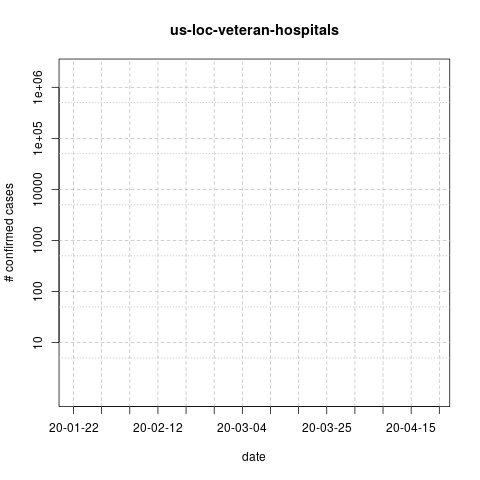 us-loc-veteran-hospitals
# confirmed cases
1e+06
1e+05
10000
1000
100
10
20-01-22
20-02-12
20-03-04
20-03-25
20-04-15
date